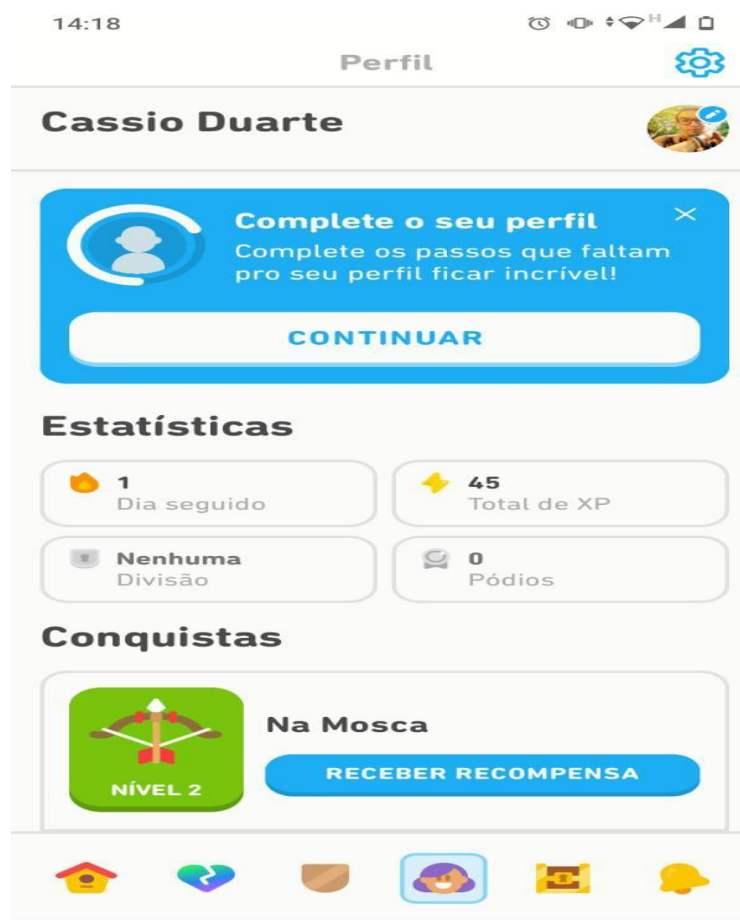 14:18
H
Perfil
Cassio Duarte
Complete o seu perfil
Complete os passos que faltam
pro seu perfil ficar incrível!
CONTINUAR
Estatísticas
1
Dia seguido
45
Total de XP
Nenhuma
Divisão
0
Pódios
Conquistas
Na Mosca
NÍVEL 2
RECEBER RECOMPENSA